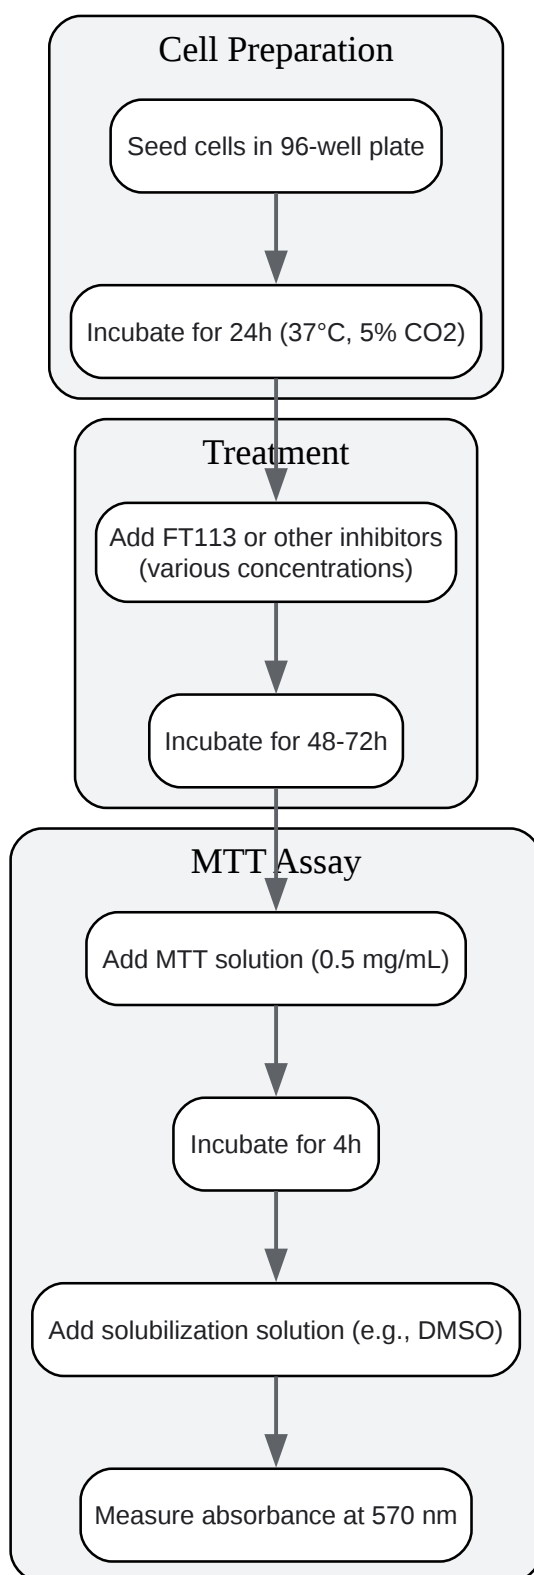 Cell Preparation
Seed cells in 96-well plate
Incubate for 24h (37°C, 5% CO2)
Treatment
Add FT113 or other inhibitors
(various concentrations)
Incubate for 48-72h
MTT Assay
Add MTT solution (0.5 mg/mL)
Incubate for 4h
Add solubilization solution (e.g., DMSO)
Measure absorbance at 570 nm